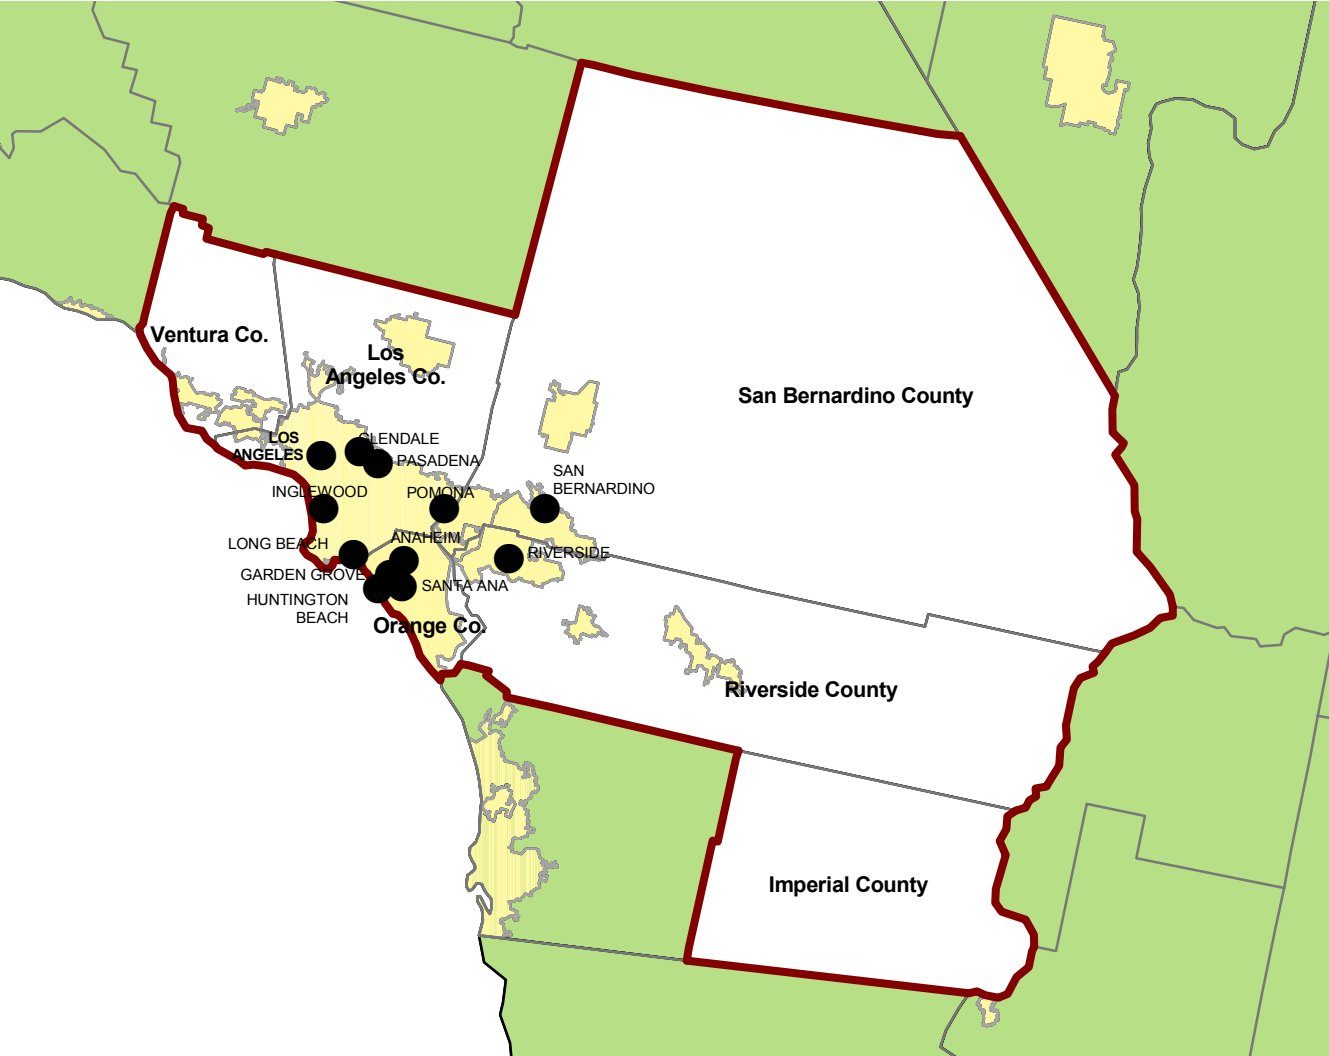 Ventura Co.
Los
Angeles Co.
San Bernardino County
LOS
ANGELES
GLENDALE
PASADENA
SAN
BERNARDINO
INGLEWOOD
POMONA
LONG BEACH
ANAHEIM
RIVERSIDE
GARDEN GROVE
SANTA ANA
HUNTINGTON
BEACH
Orange Co.
Riverside County
Imperial County